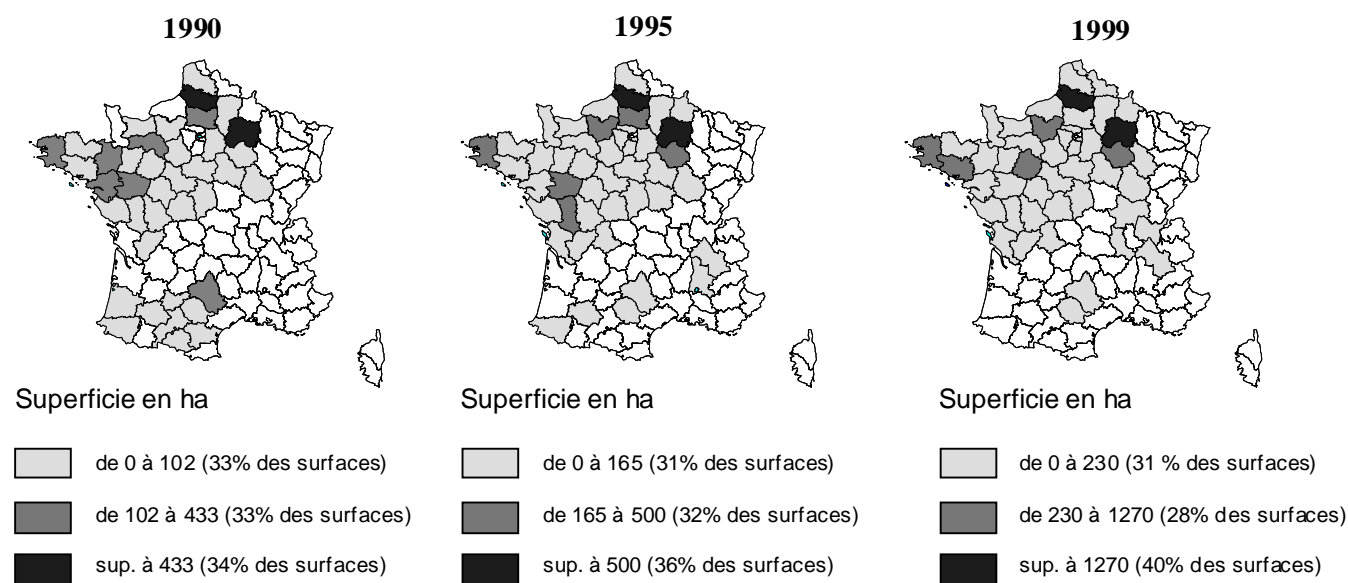 1990
1995
1999
Superficie en ha
de 0 à 102 (33% des surfaces)
de 102 à 433 (33% des surfaces)
sup. à 433 (34% des surfaces)
Superficie en ha
de 0 à 165 (31% des surfaces)
de 165 à 500 (32% des surfaces)
sup. à 500 (36% des surfaces)
Superficie en ha
de 0 à 230 (31 % des surfaces)
de 230 à 1270 (28% des surfaces)
sup. à 1270 (40% des surfaces)